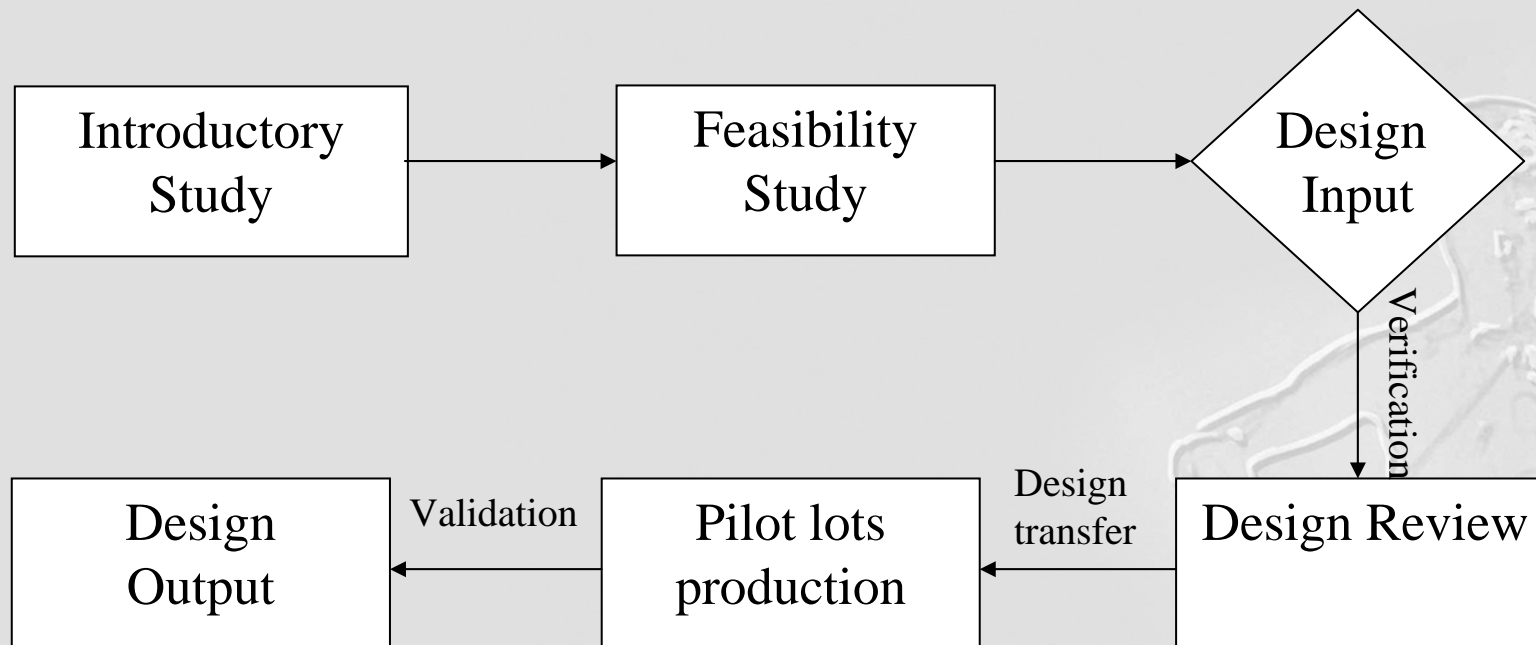 Introductory
Study
Feasibility
Study
Design
Input
Verification
Design Review
Design
transfer
Pilot lots
production
Validation
Design
Output